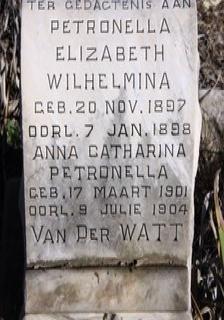 TER GEDACTENIS AAN
PETRONELLA
ELIZABETH
WILHELMINA
GEB. 20 NOV. 1897
OORL. 7 JAN. 1898
ANNA CATHARINA
PETRONELLA
GEB. 17 MAART 1901
OORL. 9 JULIE 1904
VAN DER WATT